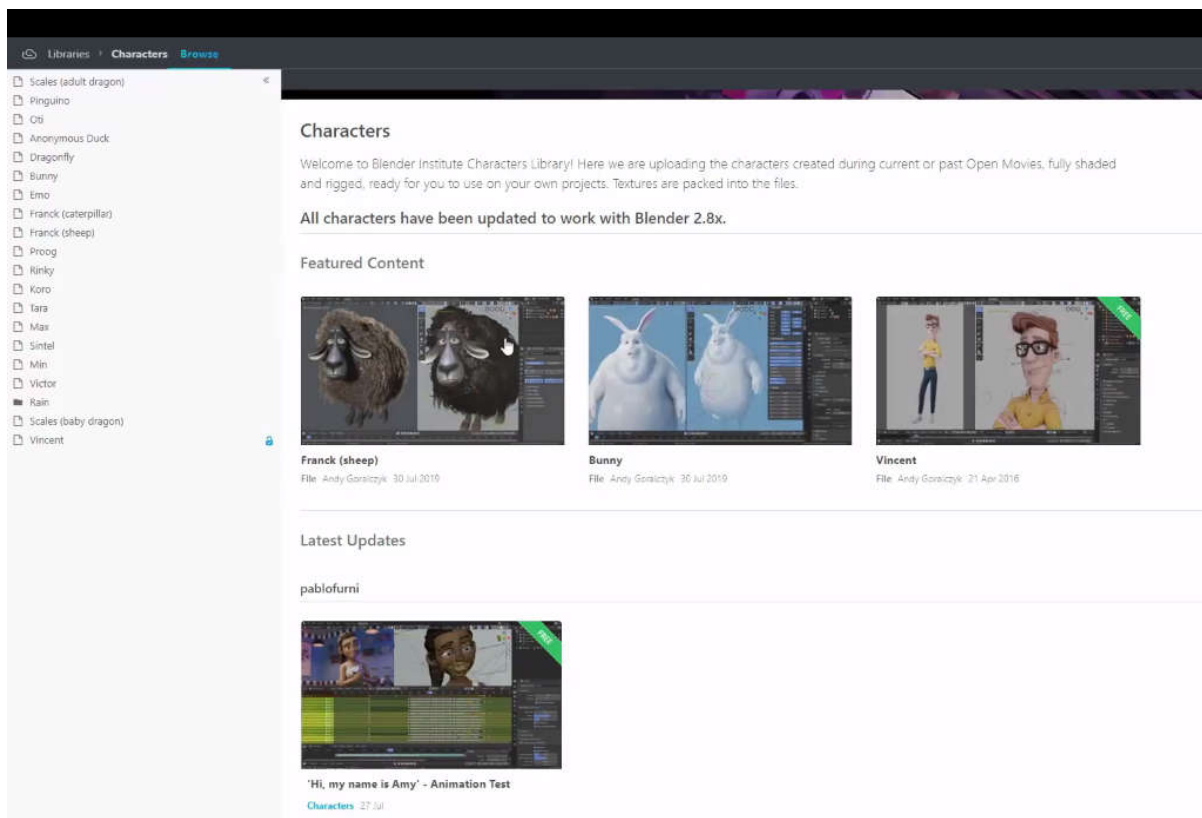 Libraries › Characters Browse
Scales (adult dragon)
Pinguino
Oti
Anonymous Duck
Dragonfly
Bunny
Emo
Franck (caterpillar)
Franck (sheep)
Proog
Rinky
Koro
Tara
Max
Sintel
Min
Victor
Rain
Scales (baby dragon)
Vincent
Characters
Welcome to Blender Institute Characters Library! Here we are uploading the characters created during current or past Open Movies, fully shaded
and rigged, ready for you to use on your own projects. Textures are packed into the files.
All characters have been updated to work with Blender 2.8x.
Featured Content
FREE
Franck (sheep)
File Andy Goralczyk 30 Jul 2019
Bunny
File Andy Goralczyk 30 Jul 2019
Vincent
File Andy Goralczyk 21 Apr 2016
Latest Updates
pablofurni
FREE
'Hi, my name is Amy' - Animation Test
Characters 27 Jul